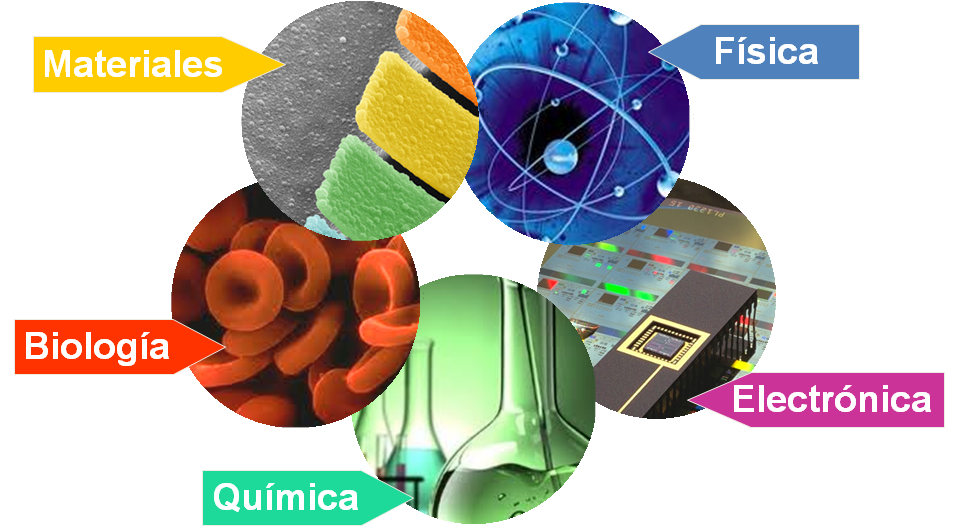 Materiales
Física
Biología
Electrónica
Química